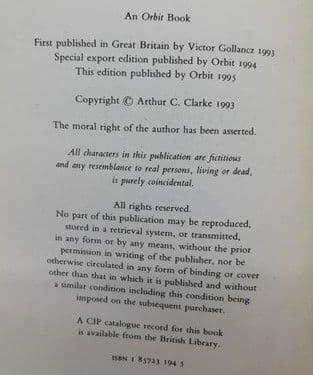 An Orbit Book
First published in Great Britain by Victor Gollancz 1993
Special export edition published by Orbit 1994
This edition published by Orbit 1995
Copyright © Arthur C. Clarke 1993
The moral right of the author has been asserted.
All characters in this publication are fictitious
and any resemblance to real persons, living or dead,
is purely coincidental.
All rights reserved.
No part of this publication may be reproduced,
stored in a retrieval system, or transmitted,
in any form or by any means, without the prior
permission in writing of the publisher, nor be
otherwise circulated in any form of binding or cover
other than that in which it is published and without
a similar condition including this condition being
imposed on the subsequent purchaser.
A CIP catalogue record for this book
is available from the British Library.
ISBN 1 85723 194 5